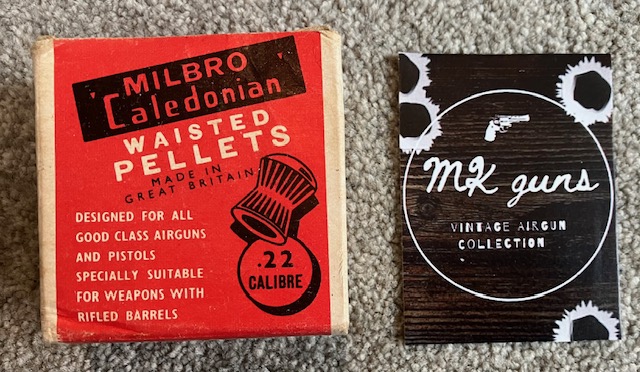 MILBRO
'Caledonian'
WAISTED
PELLETS
MADE IN
GREAT BRITAIN
DESIGNED FOR ALL
GOOD CLASS AIRGUNS
AND PISTOLS
SPECIALLY SUITABLE
FOR WEAPONS WITH
RIFLED BARRELS
.22
CALIBRE
MK guns
VINTAGE AIRGUN
COLLECTION